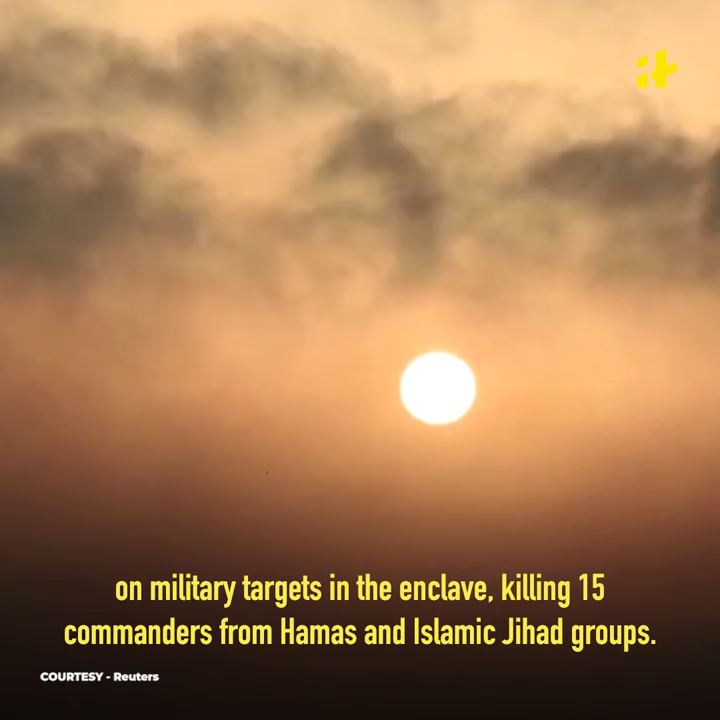 on military targets in the enclave, killing 15
commanders from Hamas and Islamic Jihad groups.
COURTESY - Reuters